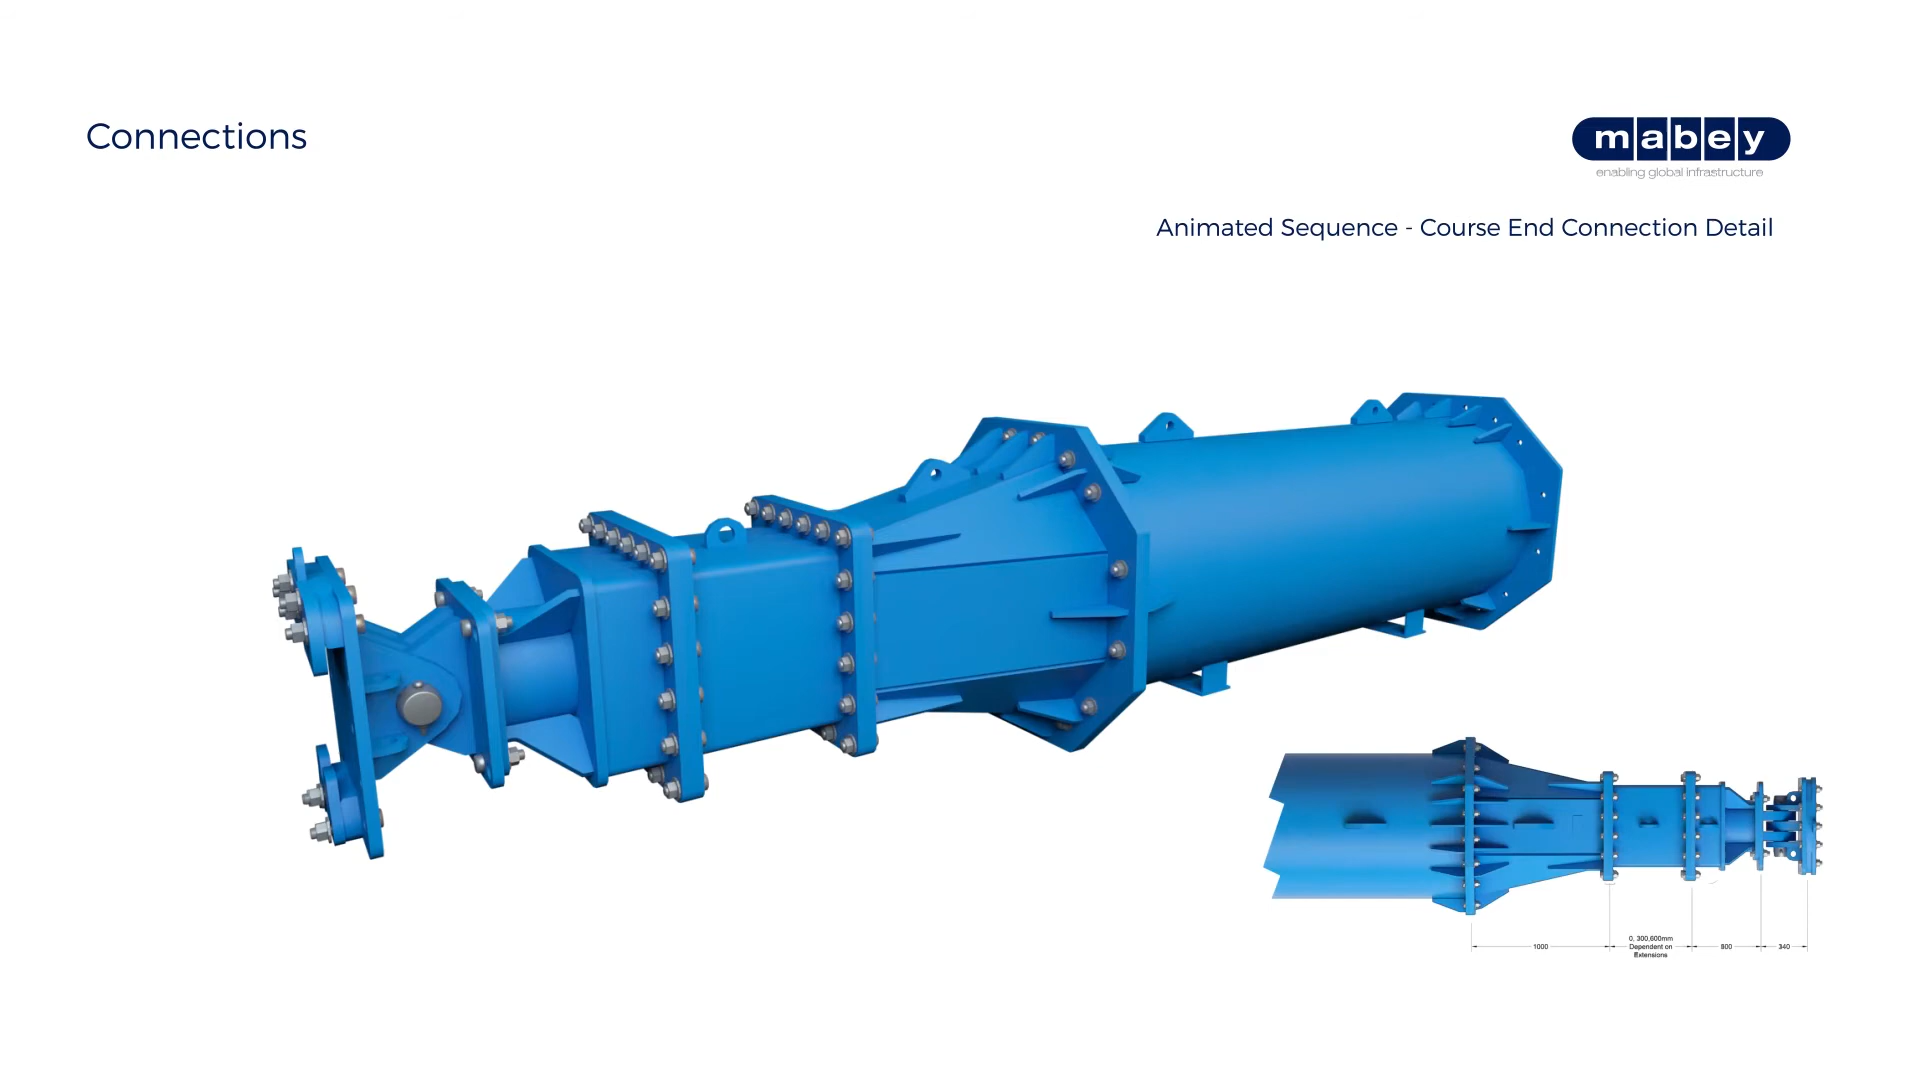 Connections
mabey
enabling global infrastructure
Animated Sequence - Course End Connection Detail
0, 300,600mm
1000
Dependent on
800
340
Extensions